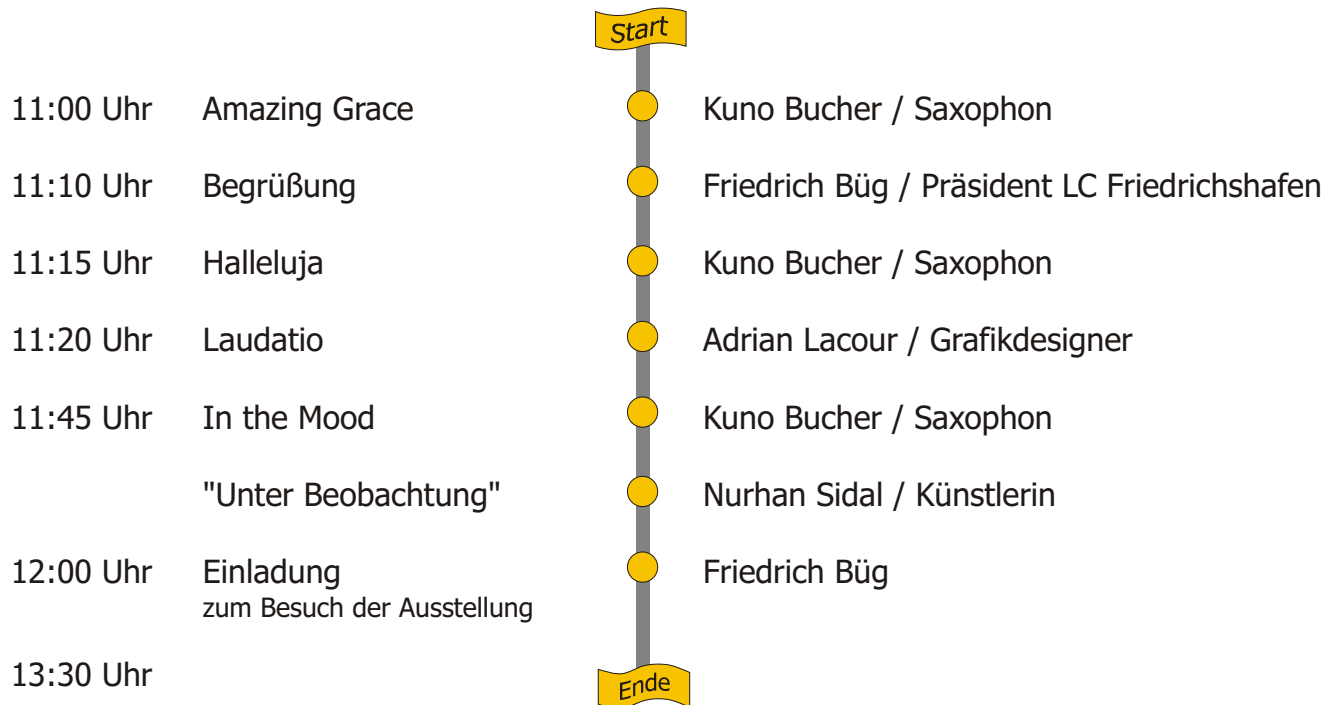 Start
11:00 Uhr Amazing Grace Kuno Bucher / Saxophon
11:10 Uhr Begrüßung Friedrich Büg / Präsident LC Friedrichshafen
11:15 Uhr Halleluja Kuno Bucher / Saxophon
11:20 Uhr Laudatio Adrian Lacour / Grafikdesigner
11:45 Uhr In the Mood Kuno Bucher / Saxophon
"Unter Beobachtung" Nurhan Sidal / Künstlerin
12:00 Uhr Einladung Friedrich Büg
zum Besuch der Ausstellung
13:30 Uhr Ende